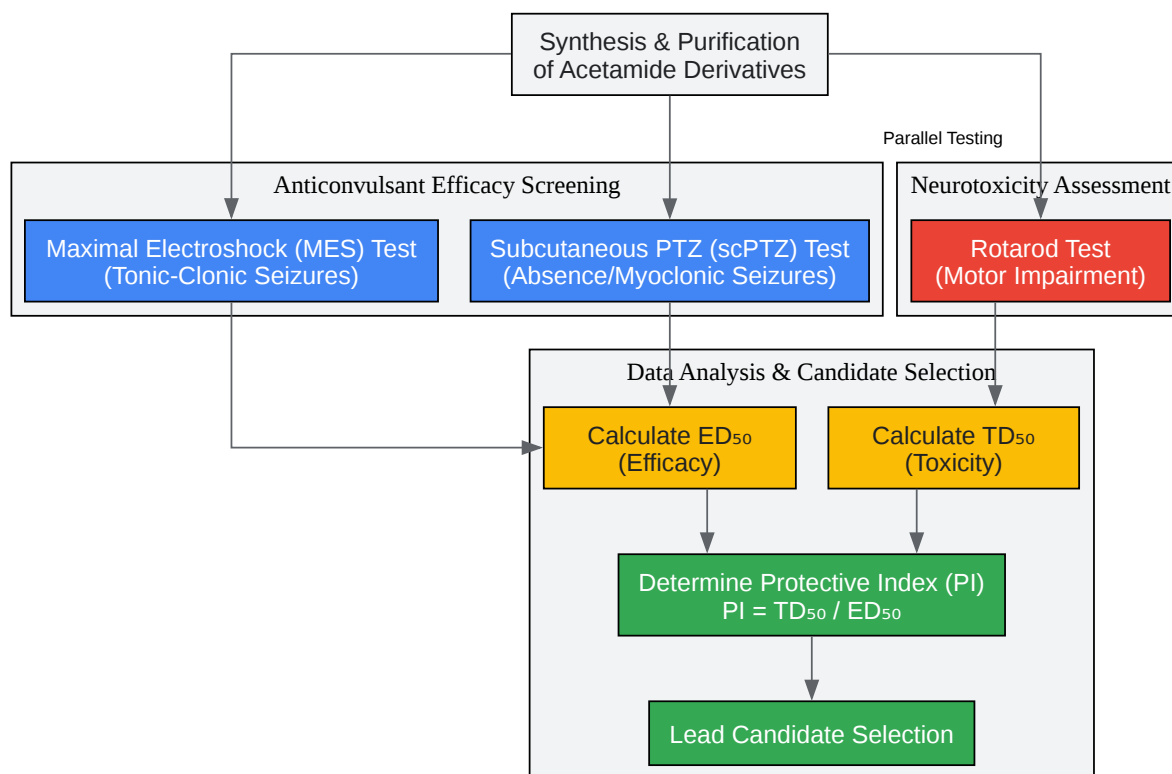 Synthesis & Purification
of Acetamide Derivatives
Parallel Testing
Anticonvulsant Efficacy Screening
Neurotoxicity Assessment
Maximal Electroshock (MES) Test
(Tonic-Clonic Seizures)
Subcutaneous PTZ (scPTZ) Test
(Absence/Myoclonic Seizures)
Rotarod Test
(Motor Impairment)
Data Analysis & Candidate Selection
Calculate ED₅₀
(Efficacy)
Calculate TD₅₀
(Toxicity)
Determine Protective Index (PI)
PI = TD₅₀ / ED₅₀
Lead Candidate Selection